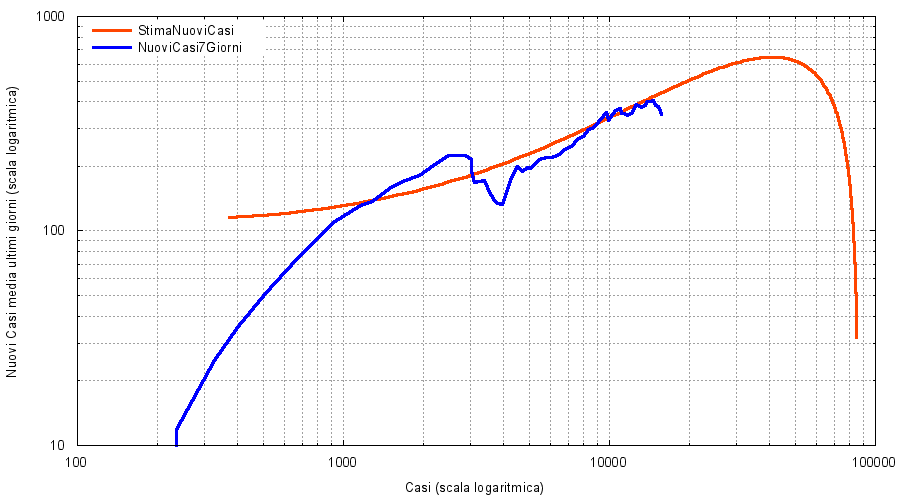 1000
StimaNuoviCasi
NuoviCasi7Giorni
Nuovi Casi media ultimi giorni (scala logaritmica)
100
10
100
1000
10000
100000
Casi (scala logaritmica)